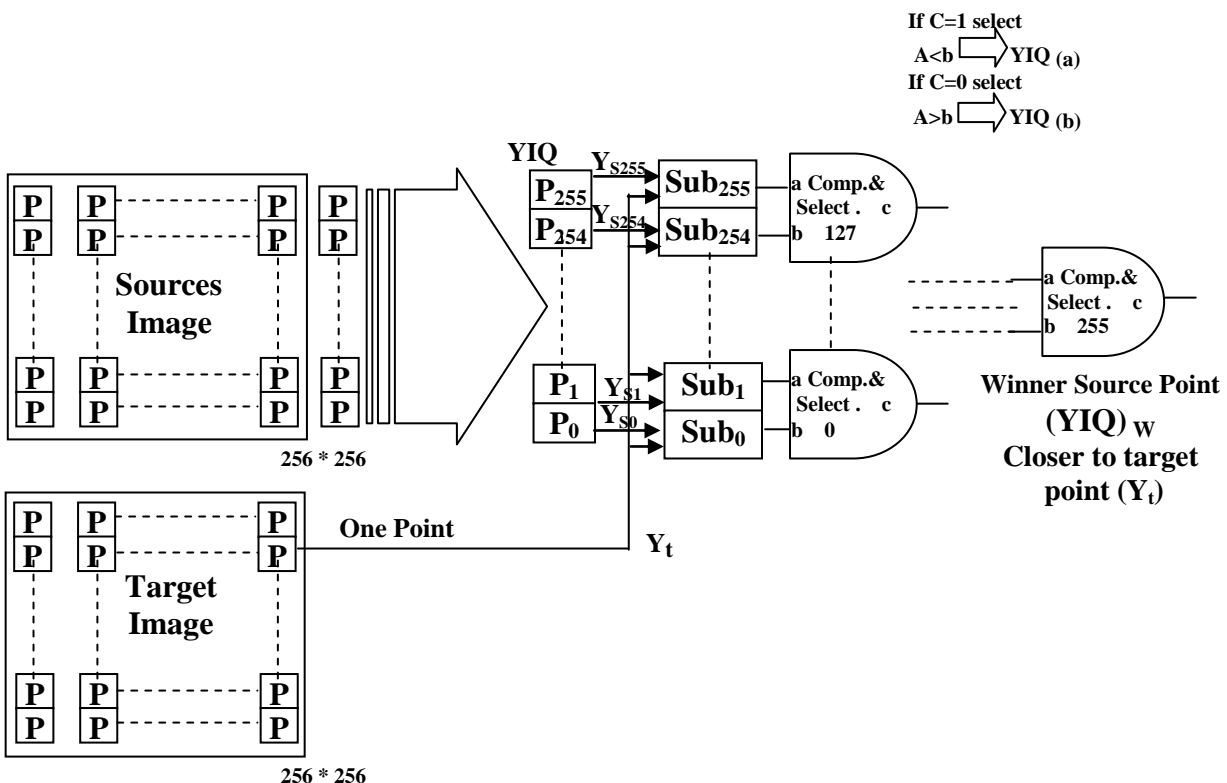 If C=1 select
A<b YIQ (a)
If C=0 select
A>b YIQ (b)
YIQ
P P P P
P P P P
Sources
Image
P P P P
P P P P
256 * 256
P255 YS255 Sub255
P254 YS254 Sub254
a Comp.&
Select . c
b 127
P1 YS1 Sub1
P0 YS0 Sub0
a Comp.&
Select . c
b 0
a Comp.&
Select . c
b 255
Winner Source Point
(YIQ) W
Closer to target
point (Yt)
P P P
P P P
One Point
Yt
Target
Image
P P P
P P P
256 * 256